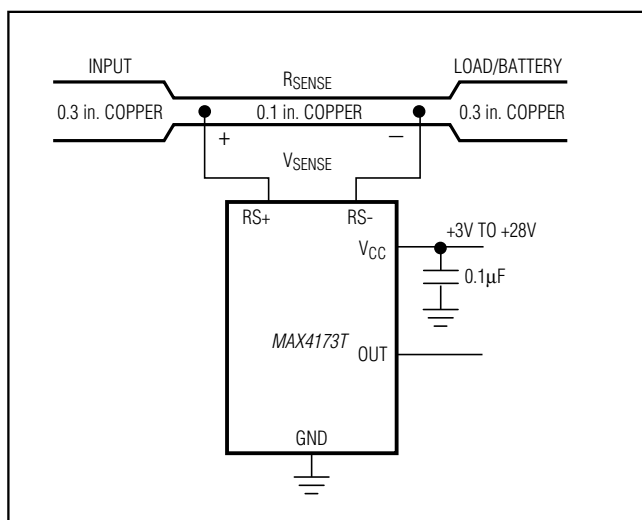 INPUT
RSENSE
LOAD/BATTERY
0.3 in. COPPER
0.1 in. COPPER
0.3 in. COPPER
+
−
VSENSE
RS+
RS-
VCC
+3V TO +28V
0.1µF
MAX4173T
OUT
GND